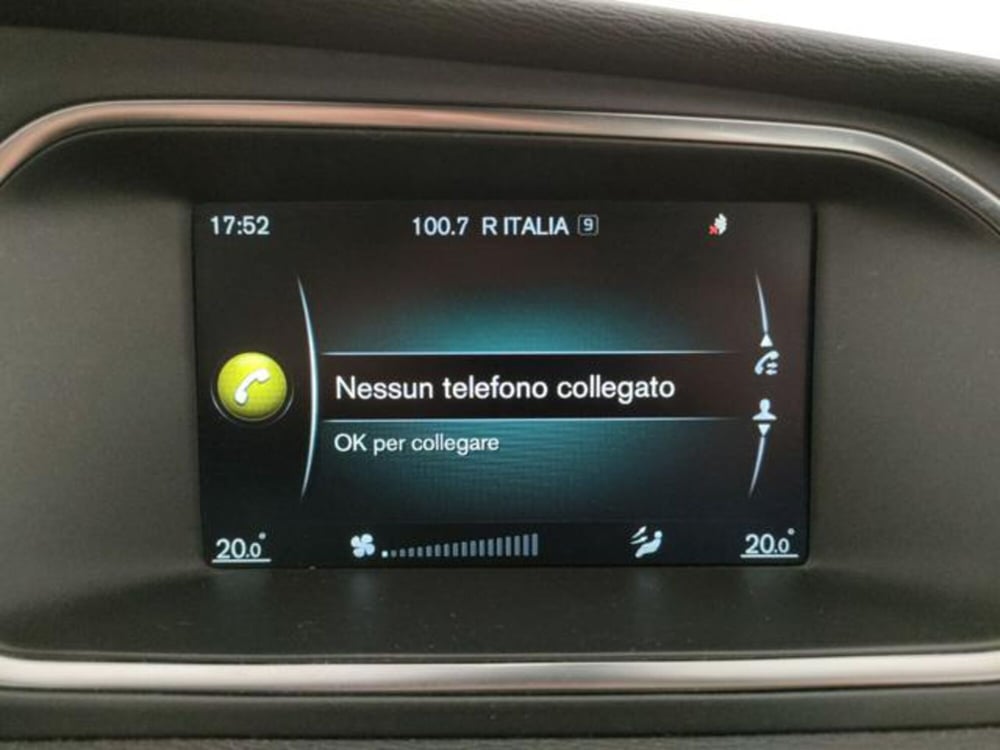 17:52 100.7 R ITALIA 9
Nessun telefono collegato
OK per collegare
20.0° 20.0°